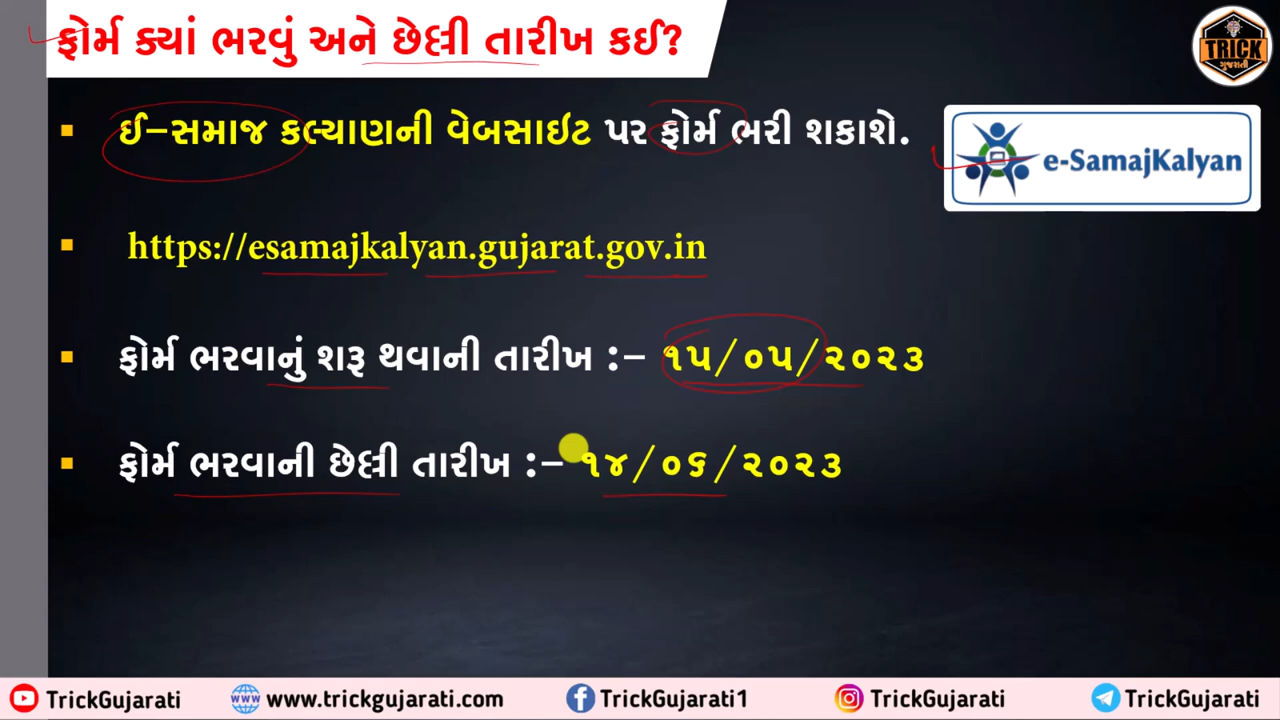 ફોર્મ ક્યાં ભરવું અને છેલ્લી તારીખ કઈ?
TRICK
ગુજરાતી
ઈ-સમાજ કલ્યાણની વેબસાઇટ પર ફોર્મ ભરી શકાશે.
e-SamajKalyan
https://esamajkalyan.gujarat.gov.in
ફોર્મ ભરવાનું શરૂ થવાની તારીખ :- ૧૫/૦૫/૨૦૨૩
ફોર્મ ભરવાની છેલ્લી તારીખ :- ૧૪/૦૬/૨૦૨૩
TrickGujarati www.trickgujarati.com TrickGujarati1 TrickGujarati TrickGujarati